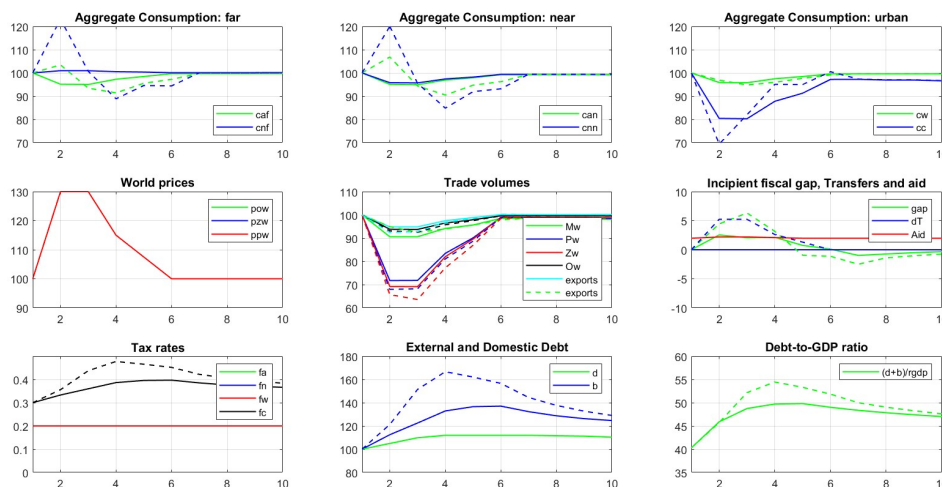 Aggregate Consumption: far
120
110
100
90
80
70
caf
cnf
2
4
6
8
10
Aggregate Consumption: near
120
110
100
90
80
70
can
cnn
2
4
6
8
10
Aggregate Consumption: urban
120
110
100
90
80
70
cw
cc
2
4
6
8
10
World prices
130
120
110
100
90
pow
pzw
ppw
2
4
6
8
10
Trade volumes
110
100
90
80
70
60
Mw
Pw
Zw
Ow
exports
exports
2
4
6
8
10
Incipient fiscal gap, Transfers and aid
10
5
0
-5
-10
gap
dT
Aid
2
4
6
8
10
Tax rates
0.4
0.3
0.2
0.1
0
fa
fn
fw
fc
2
4
6
8
10
External and Domestic Debt
180
160
140
120
100
80
d
b
2
4
6
8
10
Debt-to-GDP ratio
60
55
50
45
40
35
(d+b)/rgdp
2
4
6
8
10